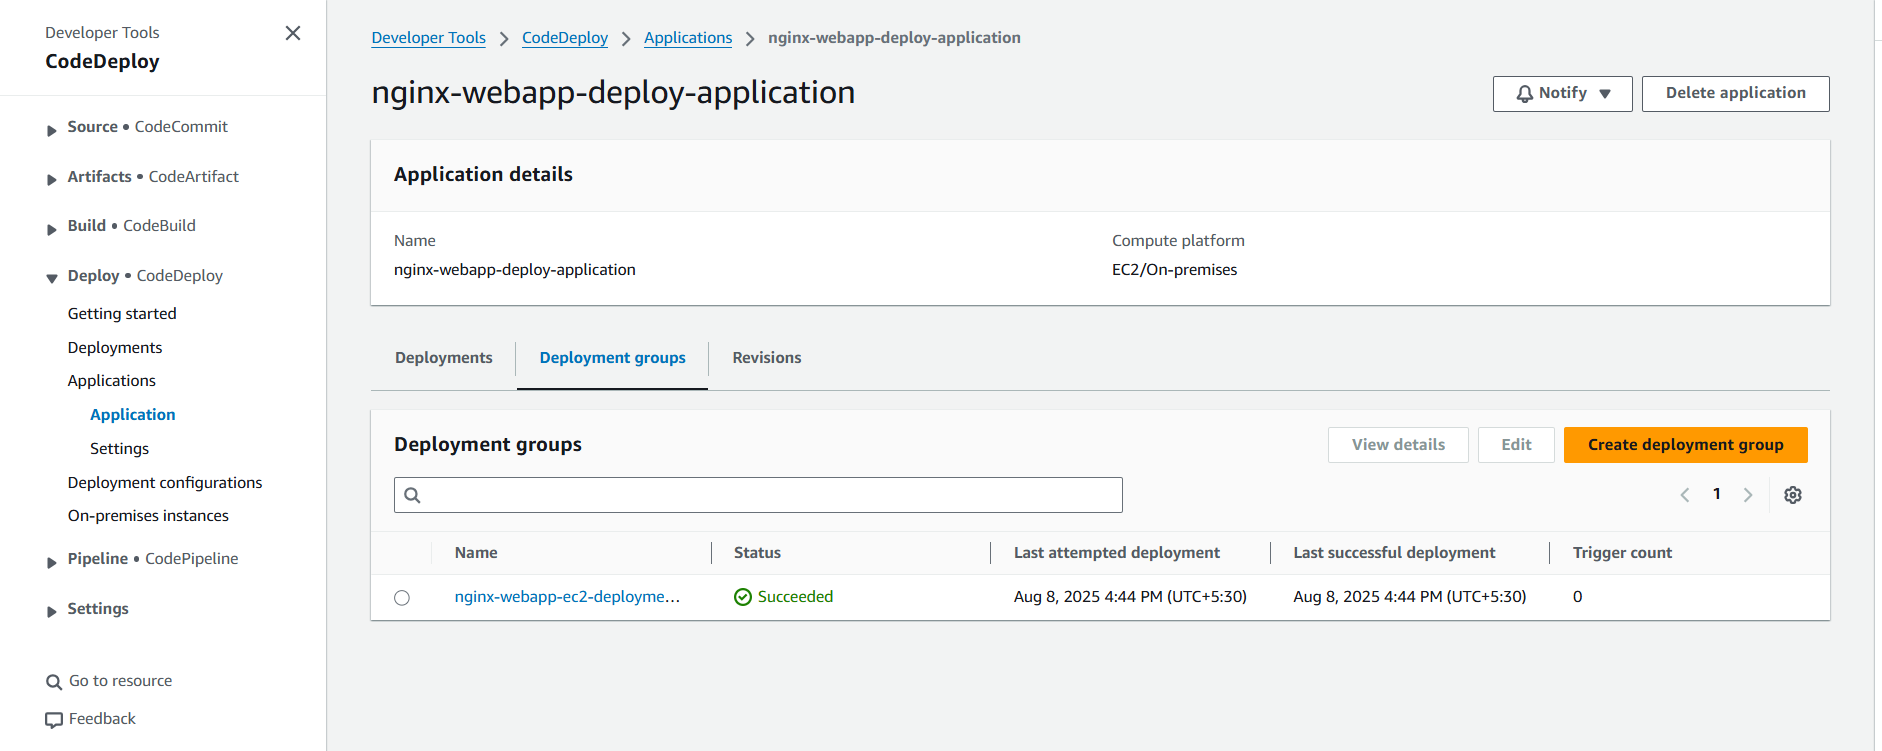 Developer Tools
CodeDeploy
Source • CodeCommit
Artifacts • CodeArtifact
Build • CodeBuild
Deploy • CodeDeploy
Getting started
Deployments
Applications
Application
Settings
Deployment configurations
On-premises instances
Pipeline • CodePipeline
Settings
Go to resource
Feedback
Developer Tools > CodeDeploy > Applications > nginx-webapp-deploy-application
nginx-webapp-deploy-application
Notify
Delete application
Application details
Name
nginx-webapp-deploy-application
Compute platform
EC2/On-premises
Deployments
Deployment groups
Revisions
Deployment groups
View details
Edit
Create deployment group
1
Name Status Last attempted deployment Last successful deployment Trigger count
nginx-webapp-ec2-deployme... Succeeded Aug 8, 2025 4:44 PM (UTC+5:30) Aug 8, 2025 4:44 PM (UTC+5:30) 0